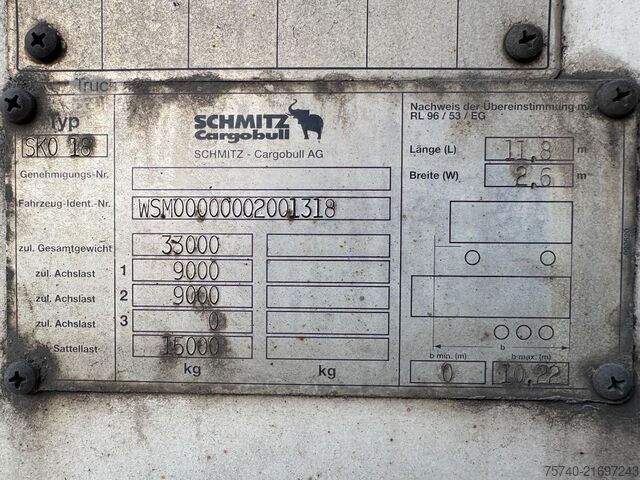 Truc
Typ
SKO 18
SCHMITZ
Cargobull
SCHMITZ - Cargobull AG
Nachweis der Übereinstimmung
RL 96 / 53 / EG
Länge (L) 11,8 m
Breite (W) 2,6 m
Genehmigungs-Nr.
Fahrzeug-Ident.-Nr. WSM00000002001318
zul. Gesamtgewicht 33000
zul. Achslast 1 9000
zul. Achslast 2 9000
zul. Achslast 3 0
Sattellast 15000
kg kg
b
b min. (m) b max. (m)
0 10,22
75740-21697243